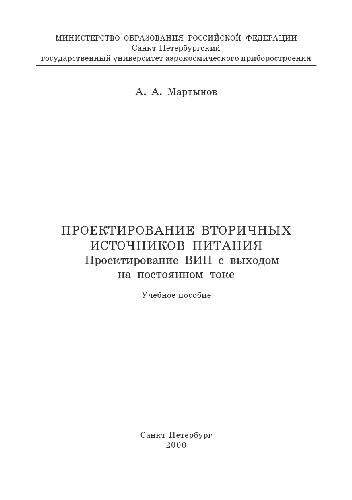 МИНИСТЕРСТВО ОБРАЗОВАНИЯ РОССИЙСКОЙ ФЕДЕРАЦИИ
Санкт-Петербургский
государственный университет аэрокосмического приборостроения
А. А. Мартынов
ПРОЕКТИРОВАНИЕ ВТОРИЧНЫХ
ИСТОЧНИКОВ ПИТАНИЯ
Проектирование ВИП с выходом
на постоянном токе
Учебное пособие
Санкт-Петербург
2000